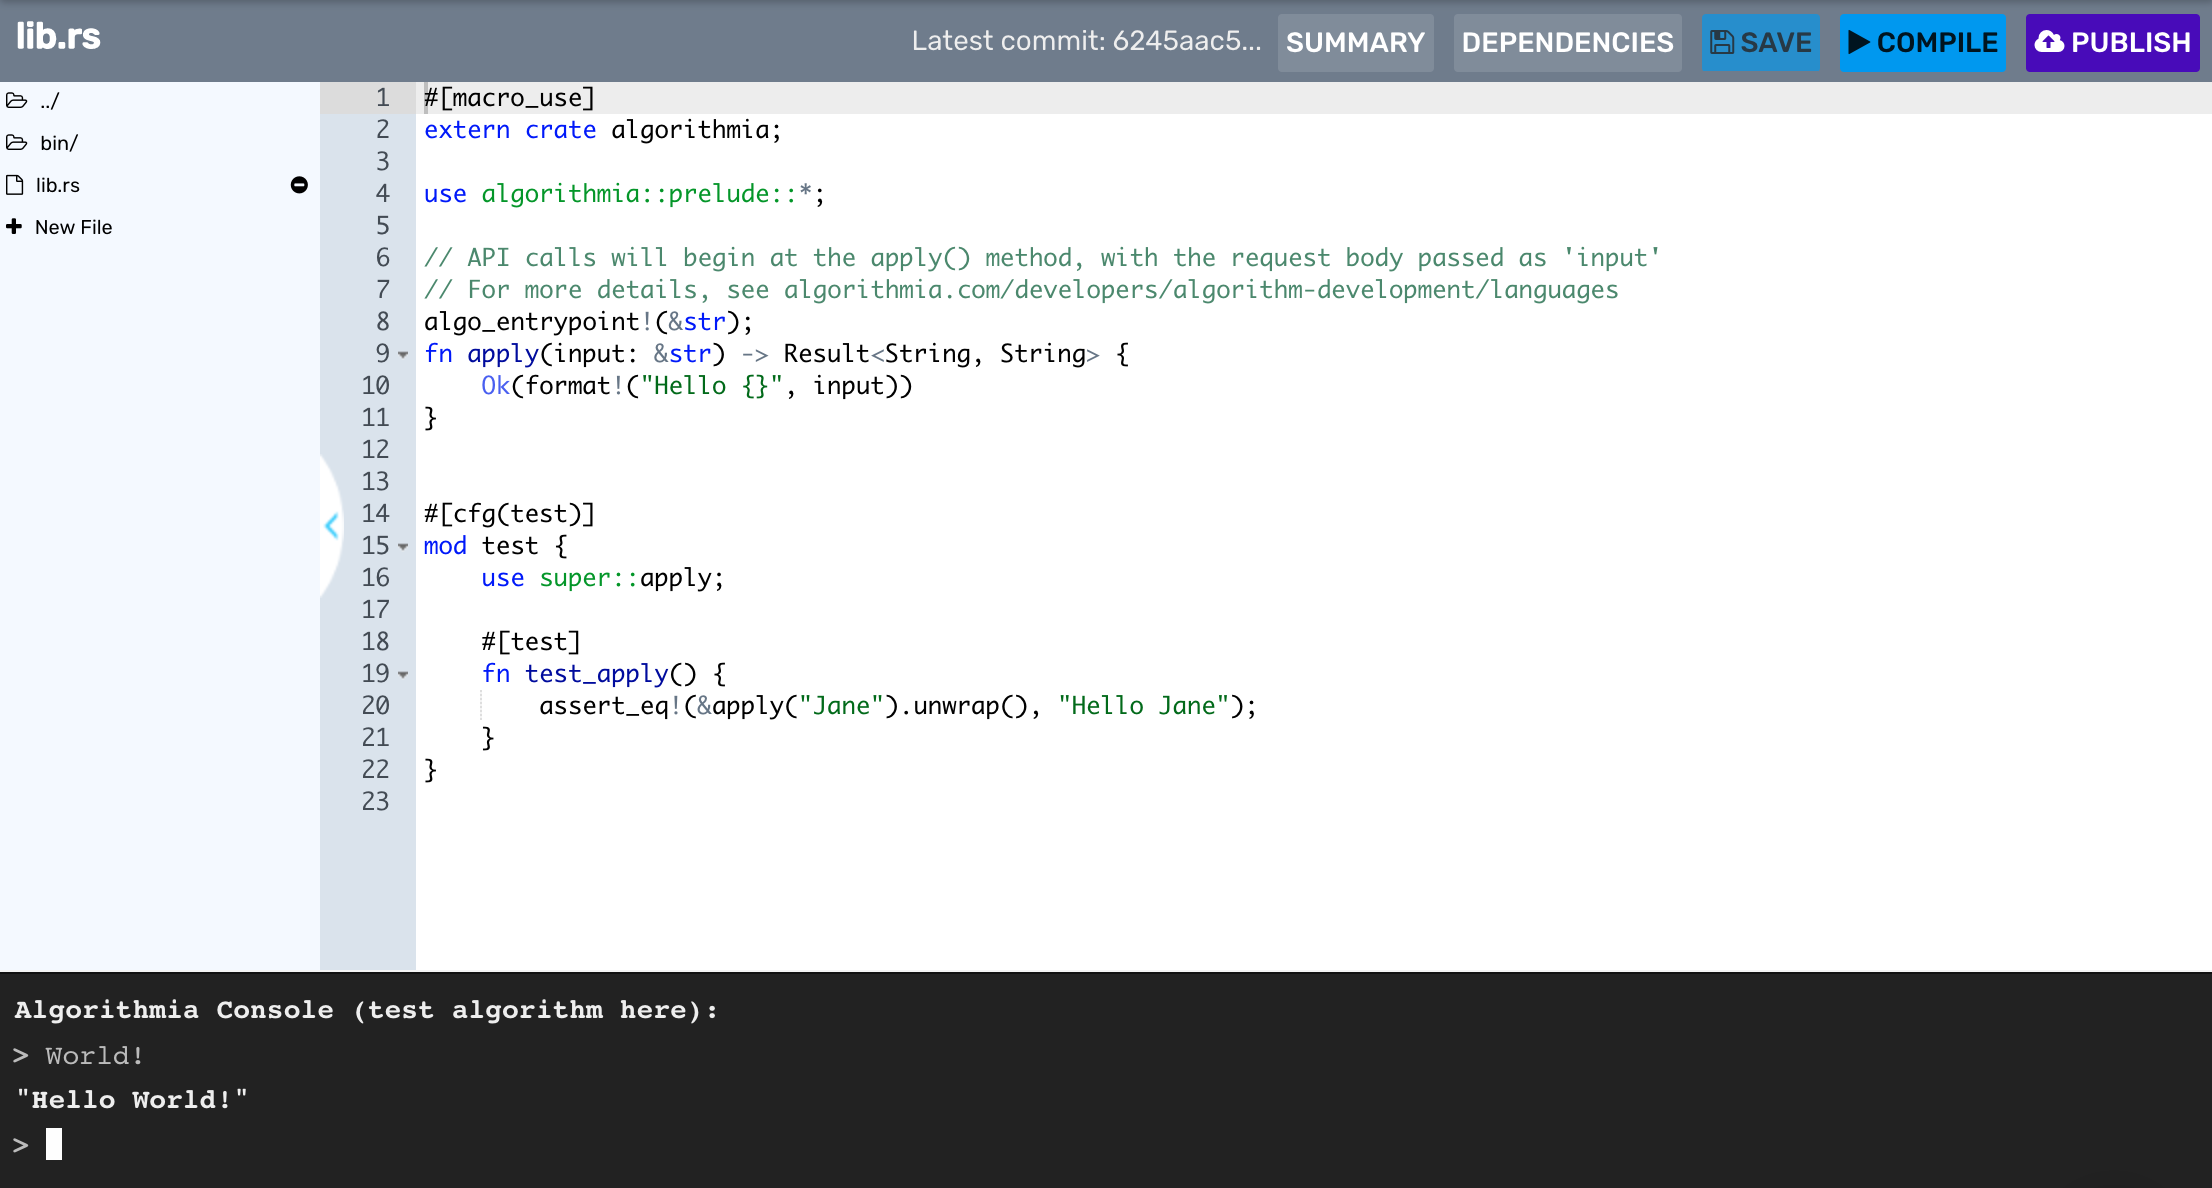 lib.rs
Latest commit: 6245aac5... SUMMARY DEPENDENCIES SAVE COMPILE PUBLISH
../
bin/
lib.rs
New File
1 #[macro_use]
2 extern crate algorithmia;
3
4 use algorithmia::prelude::*;
5
6 // API calls will begin at the apply() method, with the request body passed as 'input'
7 // For more details, see algorithmia.com/developers/algorithm-development/languages
8 algo_entrypoint!(&str);
9 fn apply(input: &str) -> Result<String, String> {
10     Ok(format!("Hello {}", input))
11 }
12
13
14 #[cfg(test)]
15 mod test {
16     use super::apply;
17
18     #[test]
19     fn test_apply() {
20         assert_eq!(&apply("Jane").unwrap(), "Hello Jane");
21     }
22 }
23
Algorithmia Console (test algorithm here):
> World!
"Hello World!"
>